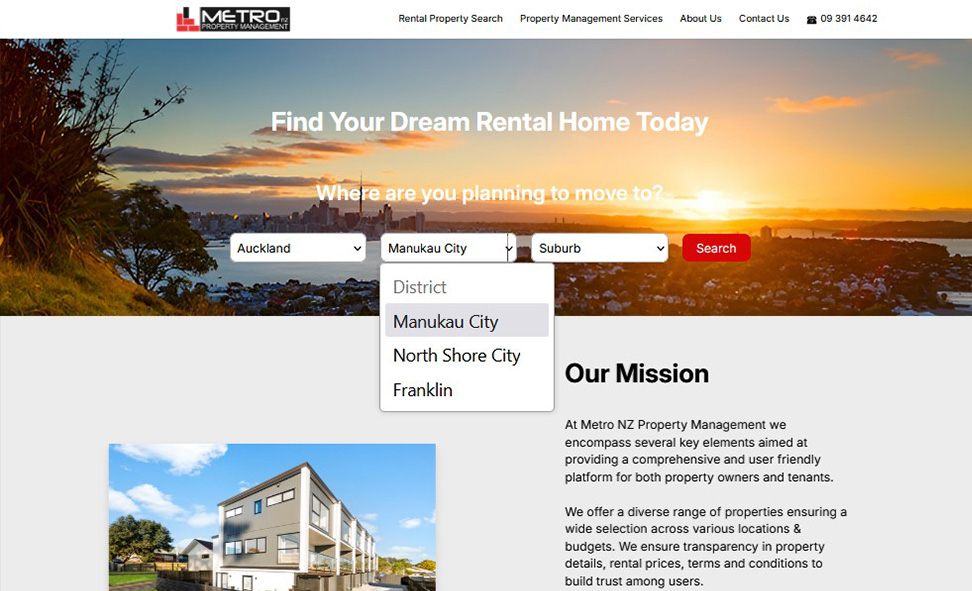 METRO NZ
PROPERTY MANAGEMENT
Rental Property Search Property Management Services About Us Contact Us 09 391 4642
Find Your Dream Rental Home Today
Where are you planning to move to?
Auckland Manukau City Suburb Search
District
Manukau City
North Shore City
Franklin
Our Mission
At Metro NZ Property Management we
encompass several key elements aimed at
providing a comprehensive and user friendly
platform for both property owners and tenants.
We offer a diverse range of properties ensuring a
wide selection across various locations &
budgets. We ensure transparency in property
details, rental prices, terms and conditions to
build trust among users.